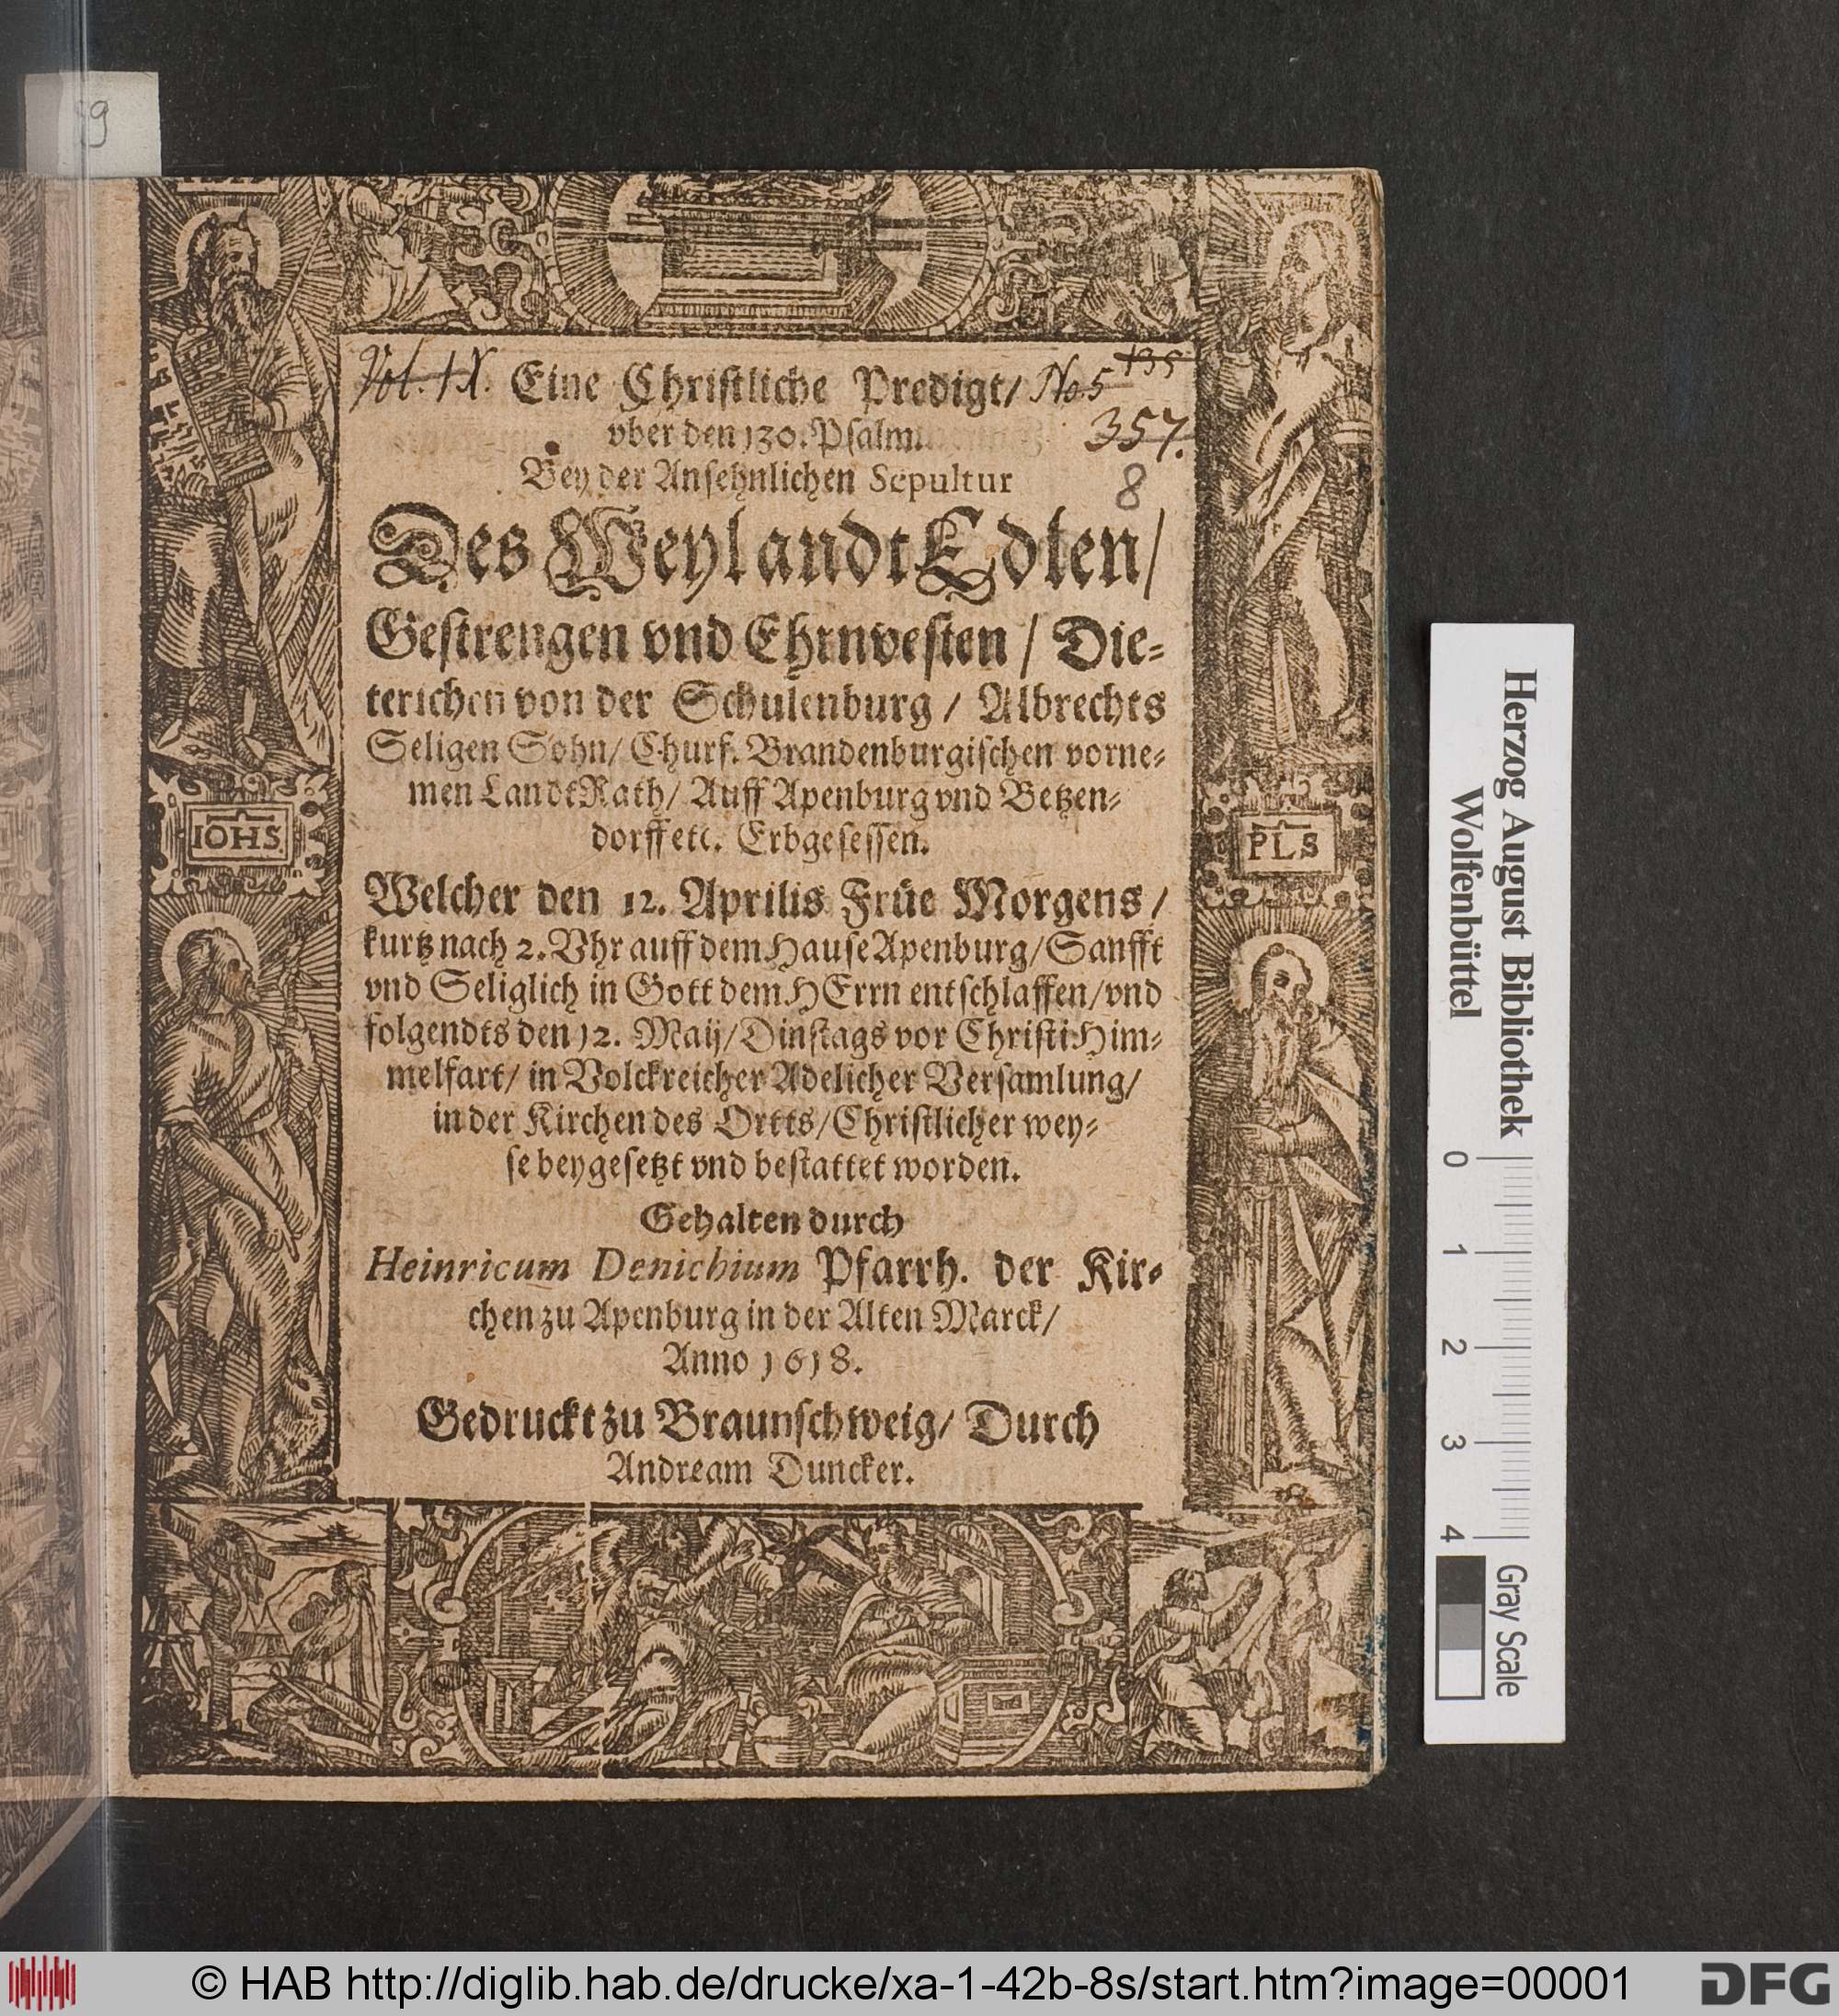 99
Vol. IX. Eine Christliche Predigt/ No. 5 135
vber den 130. Psalm. 357.
Bey der Ansehnlichen Sepultur 8
Des Weylandt Edlen/
Gestrengen vnd Ehrnvesten / Die-
terichen von der Schulenburg / Albrechts
Seligen Sohn/ Churf. Brandenburgischen vorne-
men LandtRath/ Auff Apenburg vnd Betzen-
dorff etc. Erbgesessen.
Welcher den 12. Aprilis Früe Morgens /
kurtz nach 2. Vhr auff dem Hause Apenburg/ Sanfft
vnd Seliglich in Gott dem HErrn entschlaffen/ vnd
folgendts den 12. Maij/ Dinstags vor Christi Him-
melfart/ in Volckreicher Adelicher Versamlung/
in der Kirchen des Ortts/ Christlicher wey-
se beygesetzt vnd bestattet worden.
Gehalten durch
Heinricum Denichium Pfarrh. der Kir-
chen zu Apenburg in der Alten Marck/
Anno 1618.
Gedruckt zu Braunschweig/ Durch
Andream Duncker.
IOHS
PLS
Herzog August Bibliothek
Wolfenbüttel
0 1 2 3 4
Gray Scale
© HAB http://diglib.hab.de/drucke/xa-1-42b-8s/start.htm?image=00001
DFG